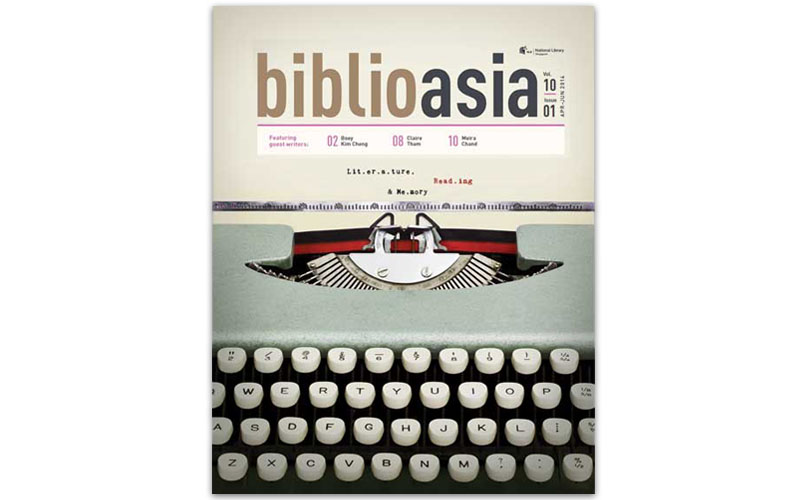 National Library
Singapore
biblioasia
Vol.
10
Issue
01
APR–JUN 2014
Featuring
guest writers:
02 Boey
Kim Cheng
08 Claire
Tham
10 Meira
Chand
Lit.er.a.ture.
Read.ing
& Me.mory
Q W E R T Y U I O P
A S D F G H J K L
Z X C V B N M